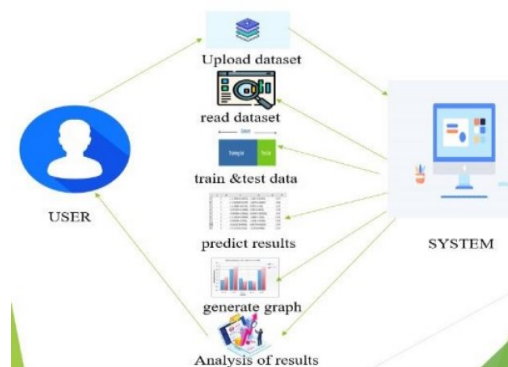 Upload dataset
read dataset
train &test data
USER
predict results
SYSTEM
generate graph
Analysis of results